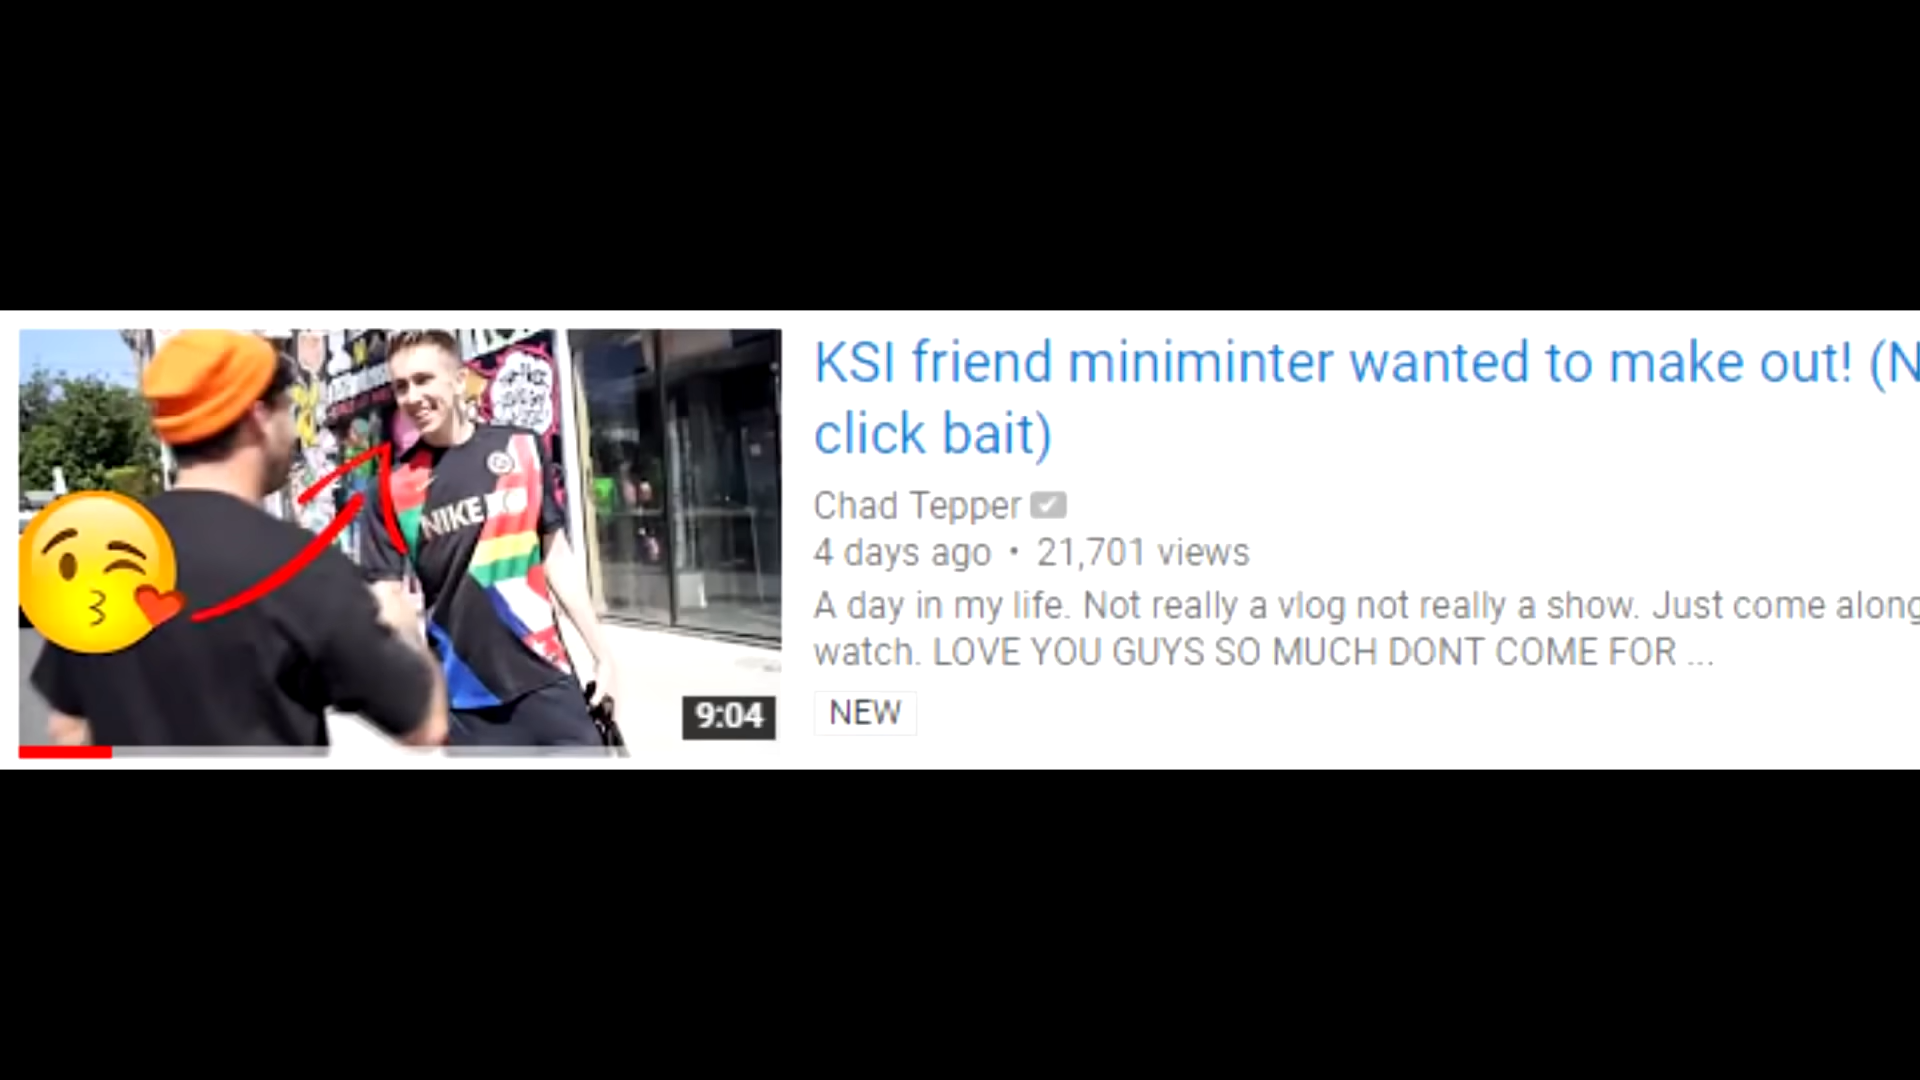 KSI friend miniminter wanted to make out! (N
click bait)
Chad Tepper
4 days ago • 21,701 views
A day in my life. Not really a vlog not really a show. Just come along
watch. LOVE YOU GUYS SO MUCH DONT COME FOR ...
NEW
NIKE
9:04